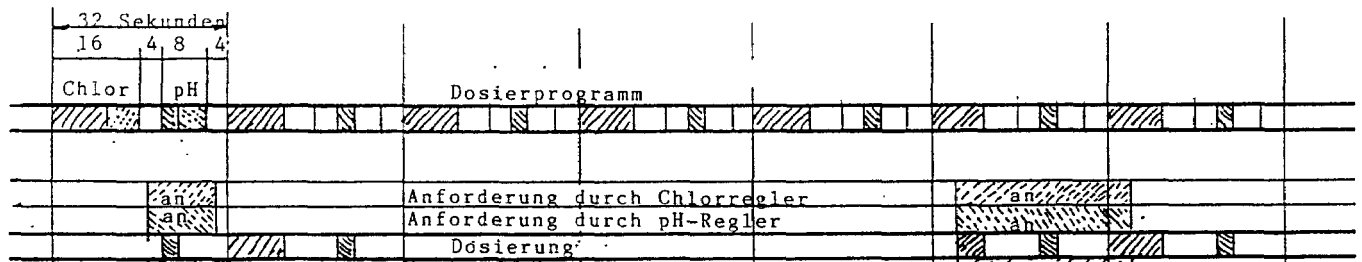 32 Sekunden
16 4 8 4
Chlor pH
Dosierprogramm
an Anforderung durch Chlorregler an
an Anforderung durch pH-Regler an
Dosierung